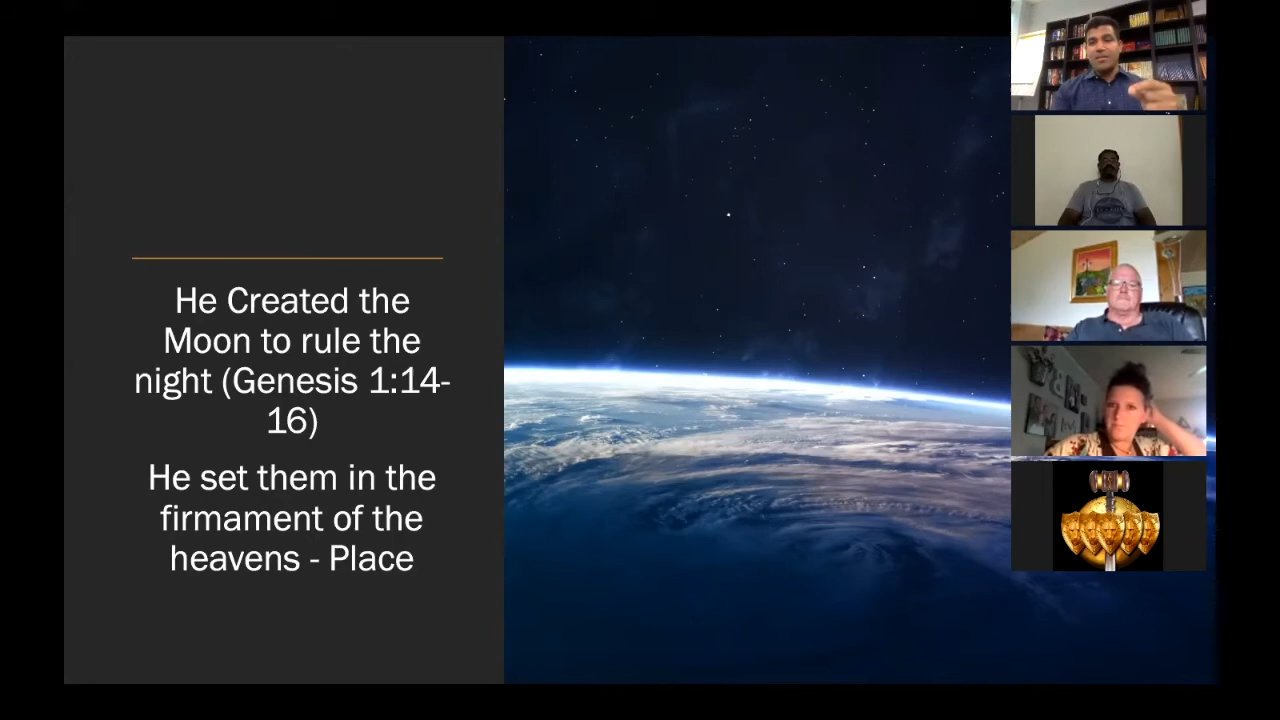 He Created the
Moon to rule the
night (Genesis 1:14-
16)
He set them in the
firmament of the
heavens - Place